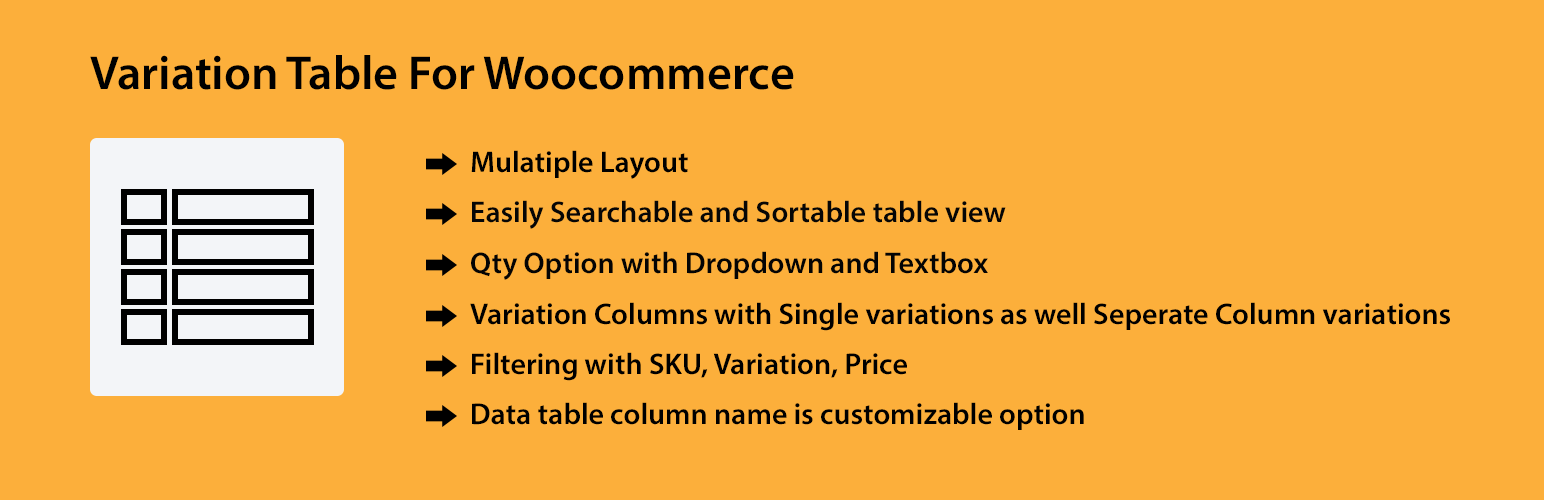 Variation Table For Woocommerce
Mulatiple Layout
Easily Searchable and Sortable table view
Qty Option with Dropdown and Textbox
Variation Columns with Single variations as well Seperate Column variations
Filtering with SKU, Variation, Price
Data table column name is customizable option